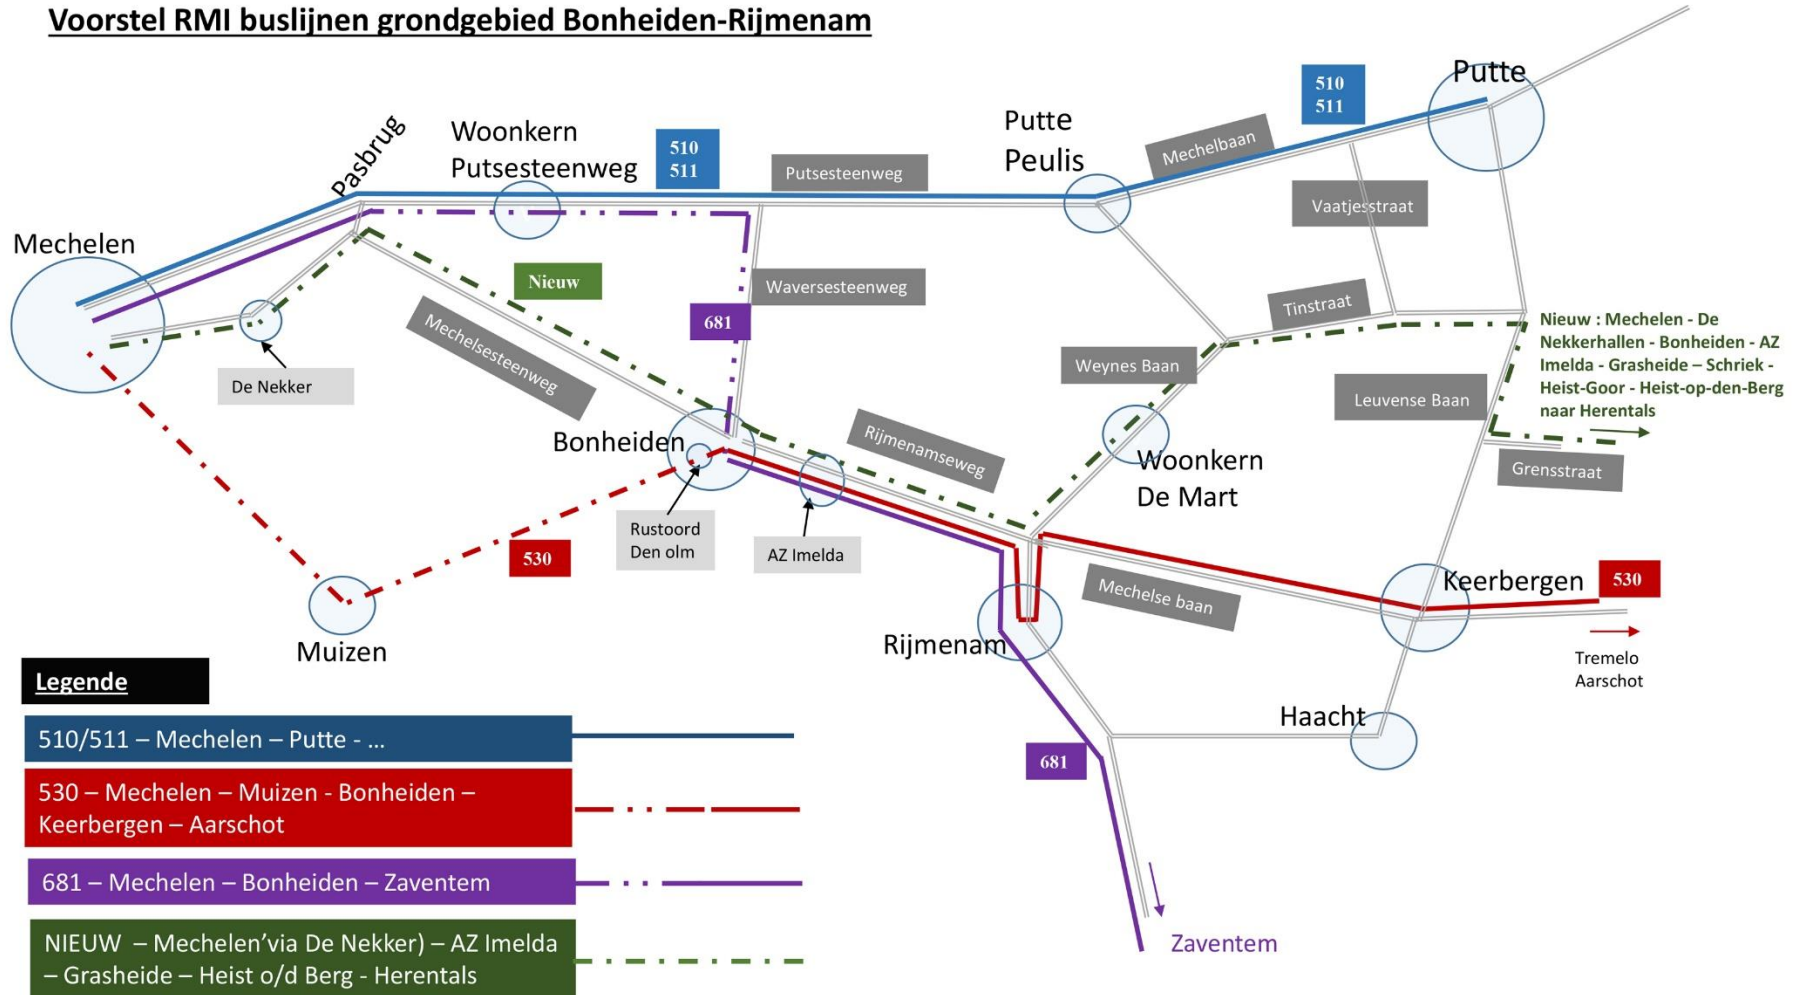 Voorstel RMI buslijnen grondgebied Bonheiden-Rijmenam
Putte
510
511
Pasbrug
Woonkern
Putsesteenweg
510
511
Putsesteenweg
Putte
Peulis
Mechelbaan
Vaatjesstraat
Mechelen
Nieuw
Waversesteenweg
681
Mechelsesteenweg
De Nekker
Tinstraat
Weynes Baan
Leuvense Baan
Nieuw : Mechelen - De
Nekkerhallen - Bonheiden - AZ
Imelda - Grasheide – Schriek -
Heist-Goor - Heist-op-den-Berg
naar Herentals
Bonheiden
Rijmenamseweg
Woonkern
De Mart
Grensstraat
Rustoord
Den olm
AZ Imelda
530
Mechelse baan
Keerbergen
530
Tremelo
Aarschot
Muizen
Rijmenam
Haacht
681
Zaventem
Legende
510/511 – Mechelen – Putte - …
530 – Mechelen – Muizen - Bonheiden –
Keerbergen – Aarschot
681 – Mechelen – Bonheiden – Zaventem
NIEUW – Mechelen’via De Nekker) – AZ Imelda
– Grasheide – Heist o/d Berg - Herentals